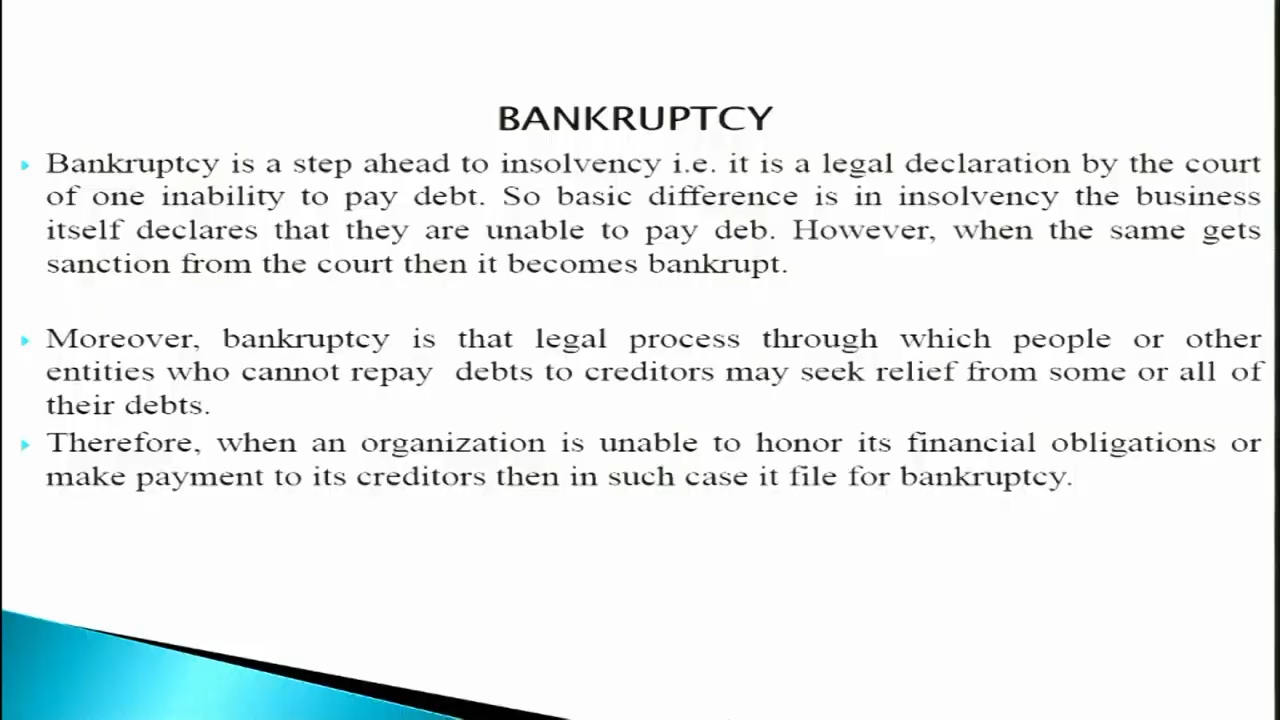 BANKRUPTCY
Bankruptcy is a step ahead to insolvency i.e. it is a legal declaration by the court
of one inability to pay debt. So basic difference is in insolvency the business
itself declares that they are unable to pay deb. However, when the same gets
sanction from the court then it becomes bankrupt.
Moreover, bankruptcy is that legal process through which people or other
entities who cannot repay debts to creditors may seek relief from some or all of
their debts.
Therefore, when an organization is unable to honor its financial obligations or
make payment to its creditors then in such case it file for bankruptcy.